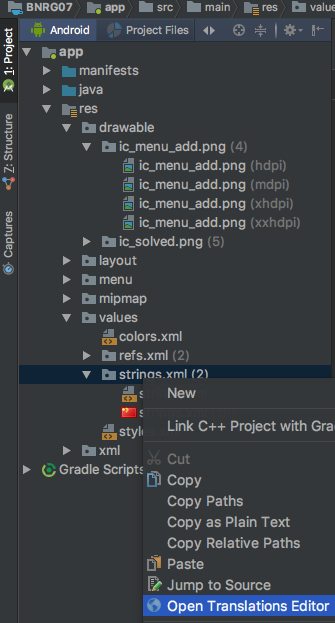 BNRG07 app src main res value
Android Project Files
1: Project
app
manifests
java
res
drawable
ic_menu_add.png (4)
ic_menu_add.png (hdpi)
ic_menu_add.png (mdpi)
ic_menu_add.png (xhdpi)
ic_menu_add.png (xxhdpi)
ic_solved.png (5)
layout
menu
mipmap
values
colors.xml
refs.xml (2)
strings.xml (2)
xml
Gradle Scripts
Z: Structure
Captures
New
Link C++ Project with Grad
Cut
Copy
Copy Paths
Copy as Plain Text
Copy Relative Paths
Paste
Jump to Source
Open Translations Editor